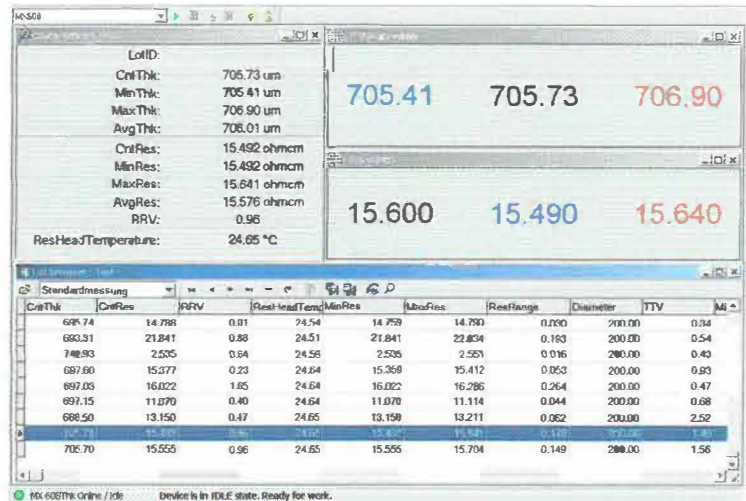 MX608
LotID:
CntThk: 705.73 um
MinThk: 705.41 um
MaxThk: 706.90 um
AvgThk: 706.01 um
CntRes: 15.492 ohmcm
MinRes: 15.492 ohmcm
MaxRes: 15.641 ohmcm
AvgRes: 15.576 ohmcm
RRV: 0.96
ResHeadTemperature: 24.65 °C
705.41 705.73 706.90
15.600 15.490 15.640
Standardmessung
CntThk CntRes RRV ResHeadTemp MinRes MaxRes ResRange Diameter TTV Mi
695.74 14.788 0.01 24.54 14.759 14.790 0.030 200.00 0.34
693.91 21.841 0.88 24.51 21.841 22.034 0.193 200.00 0.54
748.93 2.535 0.64 24.56 2.535 2.551 0.016 200.00 0.43
697.60 15.377 0.23 24.64 15.359 15.412 0.053 200.00 0.93
697.03 16.022 1.65 24.64 16.022 16.286 0.264 200.00 0.47
697.15 11.070 0.40 24.64 11.070 11.114 0.044 200.00 0.68
668.50 13.150 0.47 24.65 13.150 13.211 0.062 200.00 2.52
705.70 15.555 0.96 24.65 15.555 15.704 0.149 200.00 1.56
MX 608Thk Online / Idle Device is in IDLE state. Ready for work.